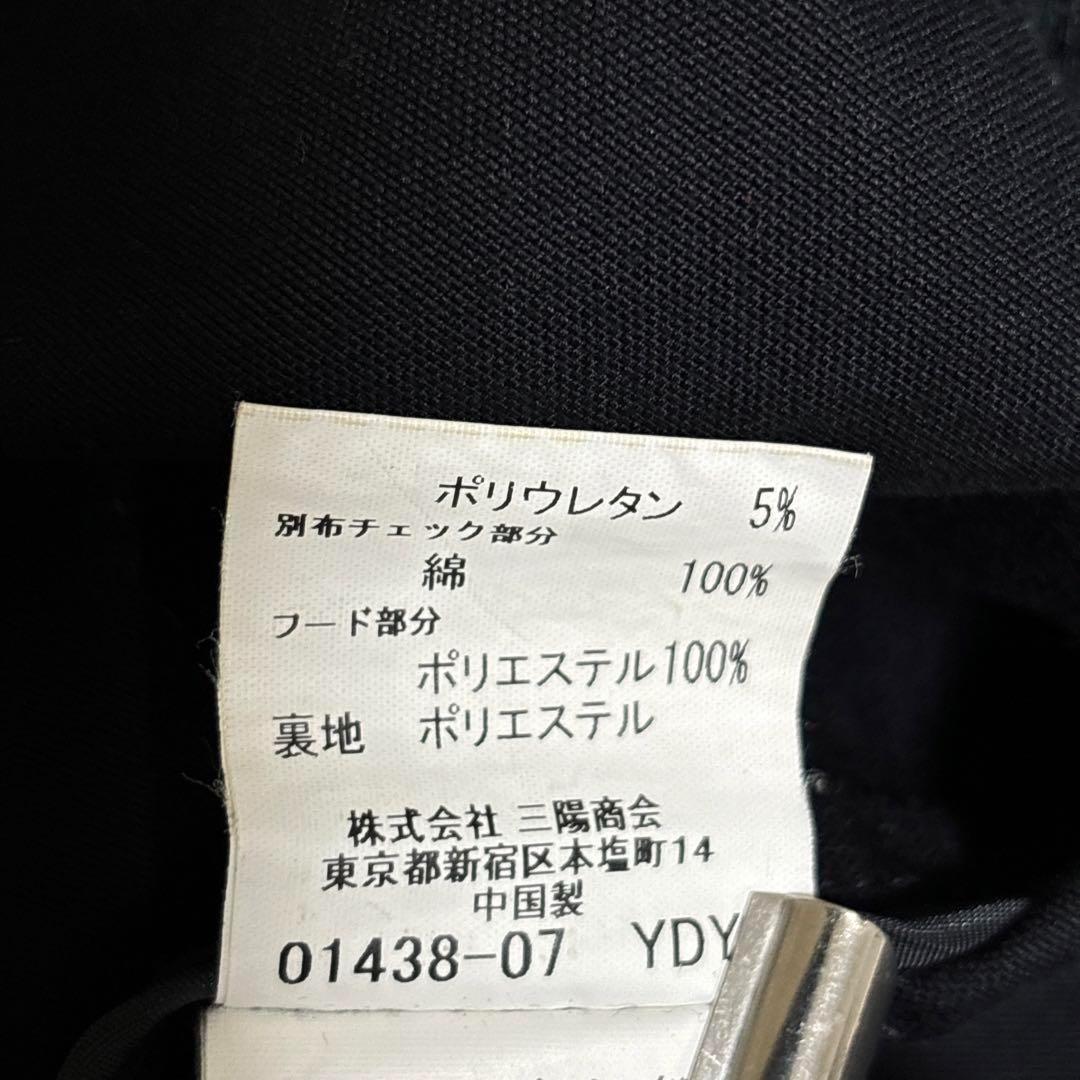 ポリウレタン 5%
別布チェック部分
綿 100%
フード部分
ポリエステル100%
裏地 ポリエステル
株式会社 三陽商会
東京都新宿区本塩町14
中国製
01438-07 YDY